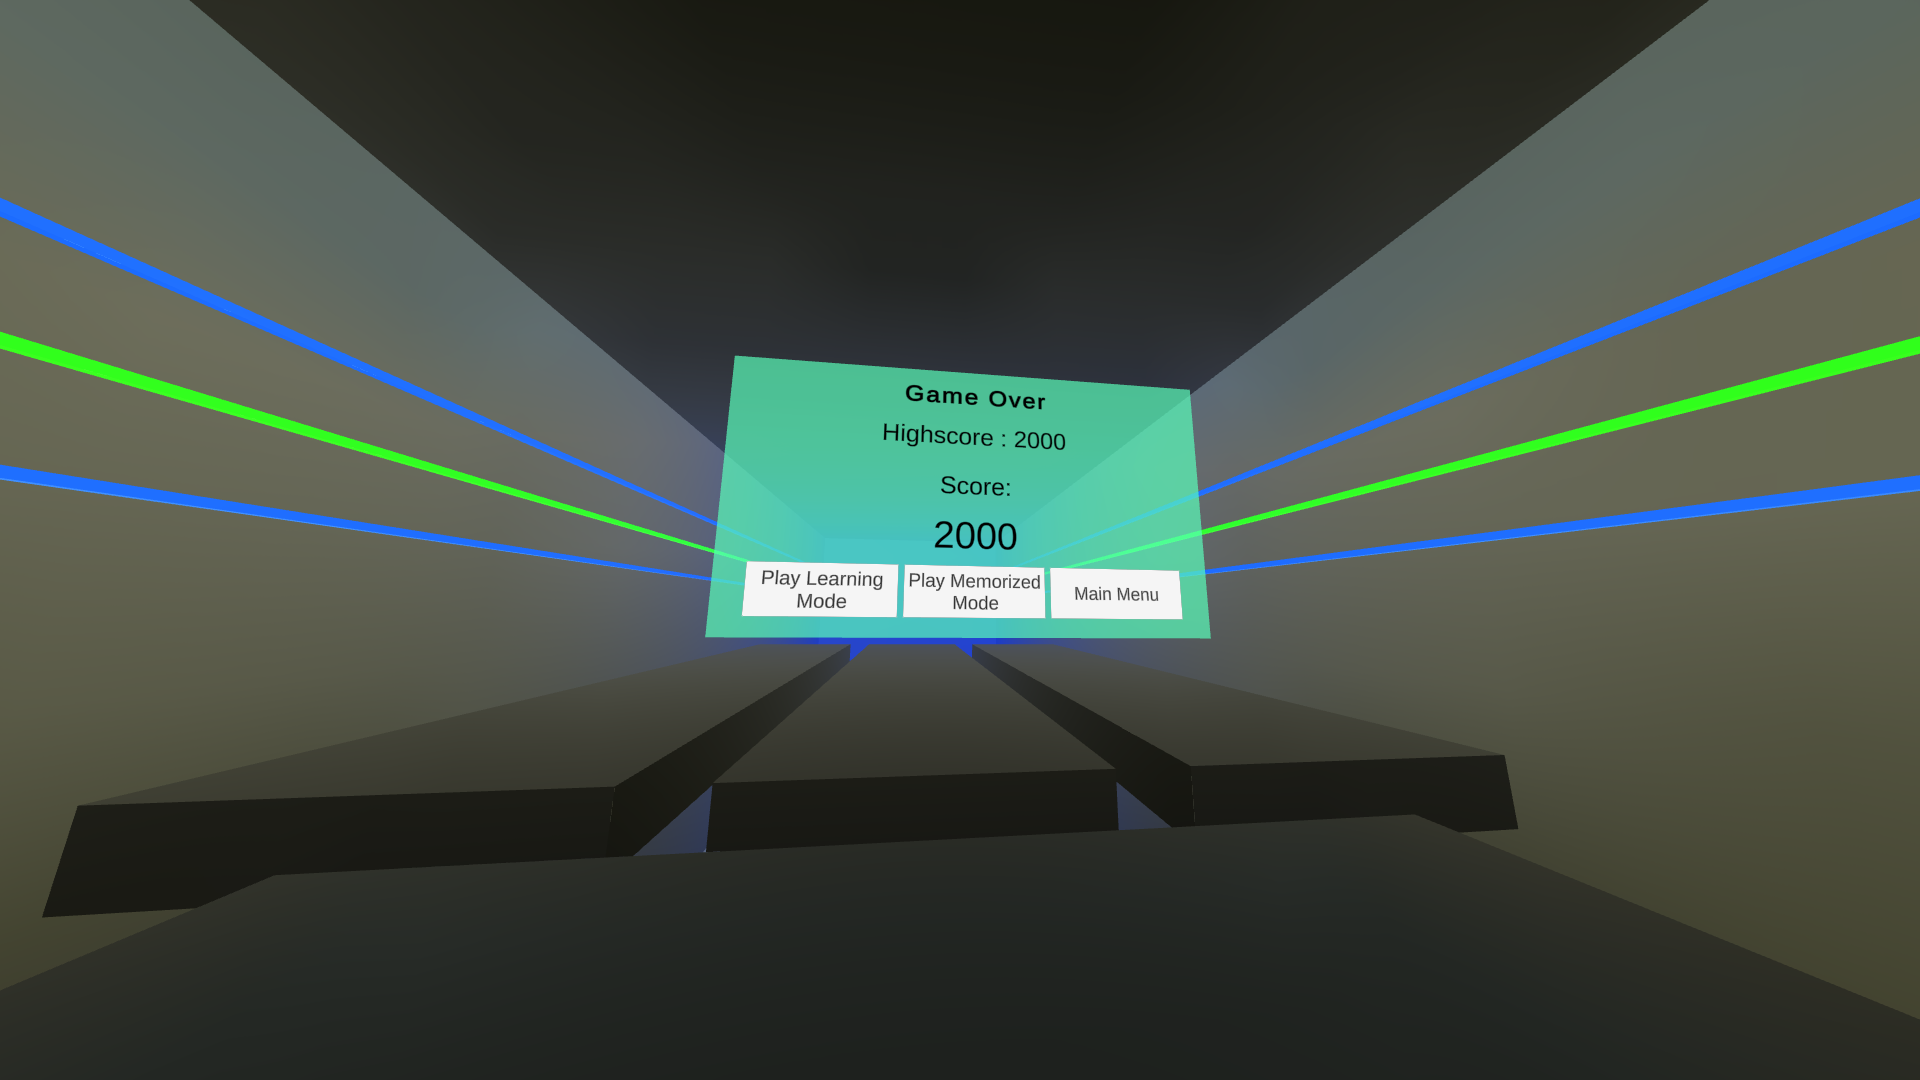 Game Over
Highscore : 2000
Score:
2000
Play Learning
Mode
Play Memorized
Mode
Main Menu